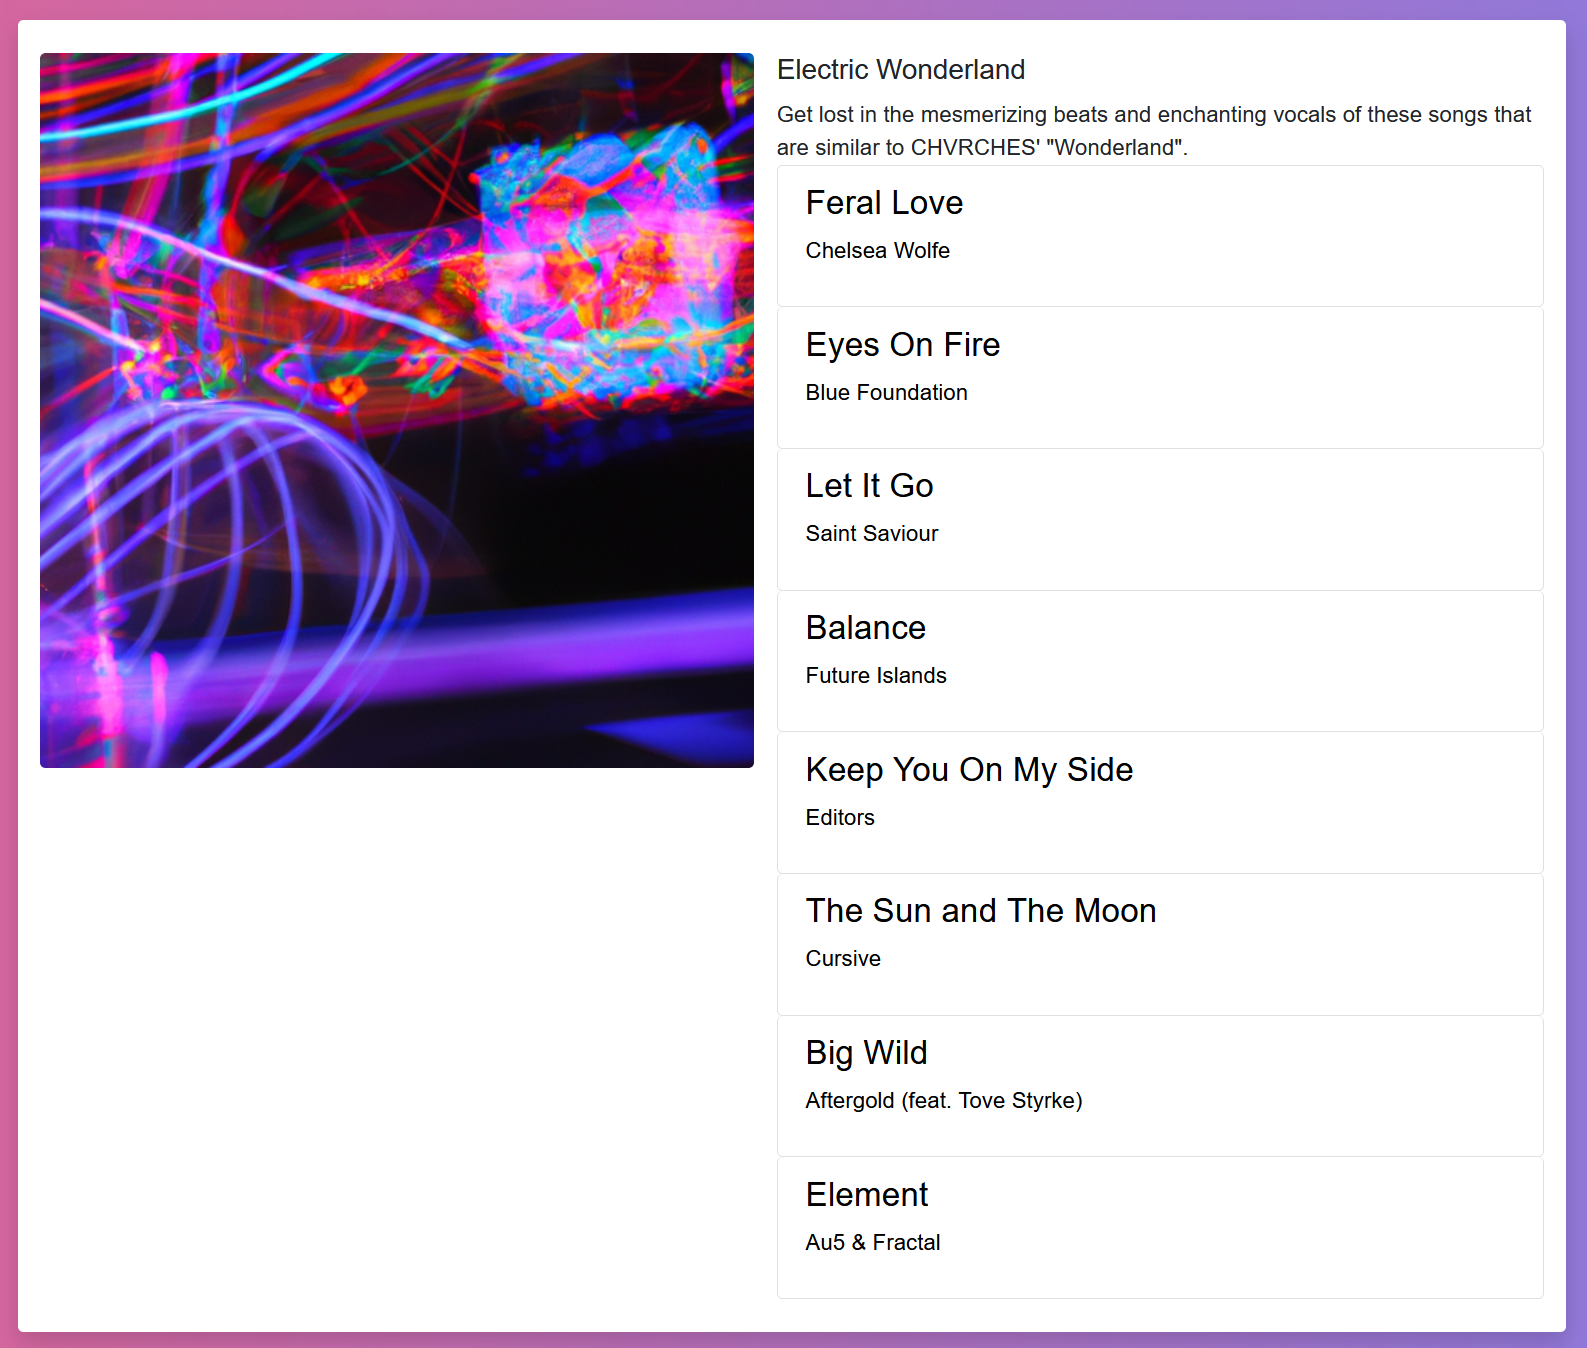 Electric Wonderland
Get lost in the mesmerizing beats and enchanting vocals of these songs that
are similar to CHVRCHES' "Wonderland".
Feral Love
Chelsea Wolfe
Eyes On Fire
Blue Foundation
Let It Go
Saint Saviour
Balance
Future Islands
Keep You On My Side
Editors
The Sun and The Moon
Cursive
Big Wild
Aftergold (feat. Tove Styrke)
Element
Au5 & Fractal